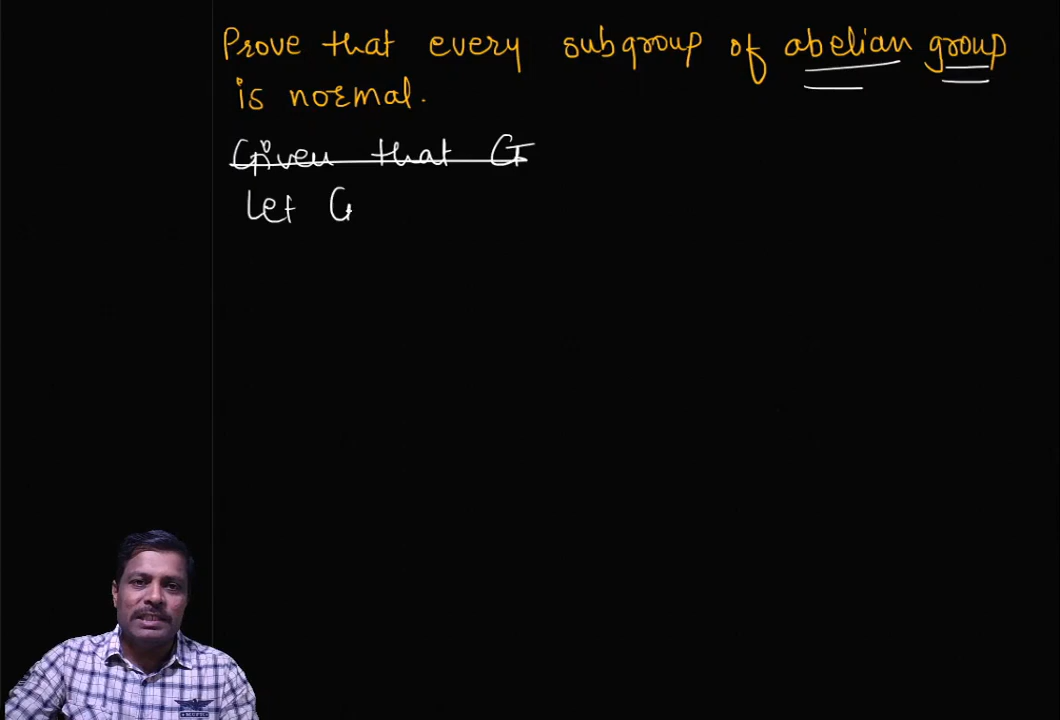 Prove that every subgroup of abelian group
is normal.
Given that G
Let G